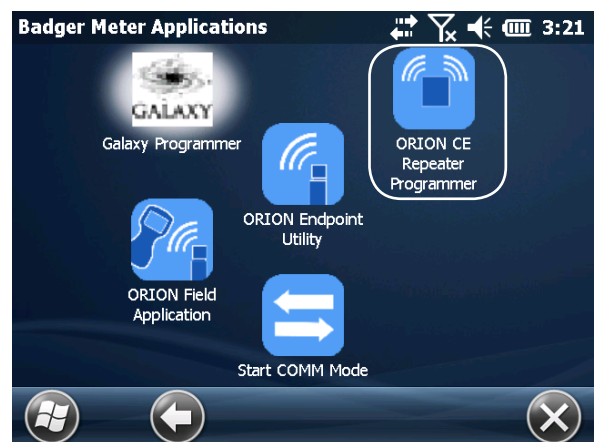 Badger Meter Applications
3:21
GALAXY
Galaxy Programmer
ORION CE
Repeater
Programmer
ORION Endpoint
Utility
ORION Field
Application
Start COMM Mode